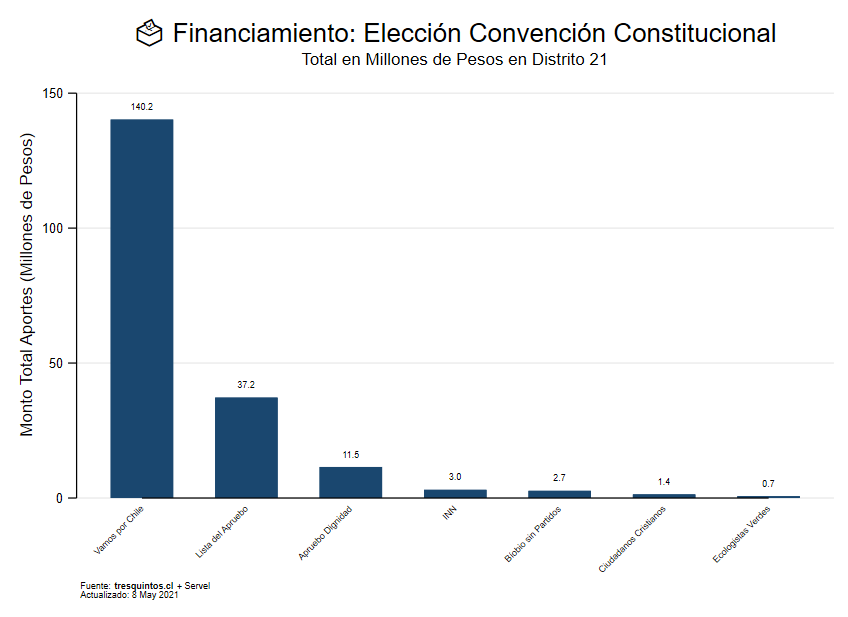 Financiamiento: Elección Convención Constitucional
Total en Millones de Pesos en Distrito 21
Monto Total Aportes (Millones de Pesos)
150
100
50
0
140.2
37.2
11.5
3.0
2.7
1.4
0.7
Vamos por Chile
Lista del Apruebo
Apruebo Dignidad
INN
Biobio sin Partidos
Ciudadanos Cristianos
Ecologistas Verdes
Fuente: tresquintos.cl + Servel
Actualizado: 8 May 2021